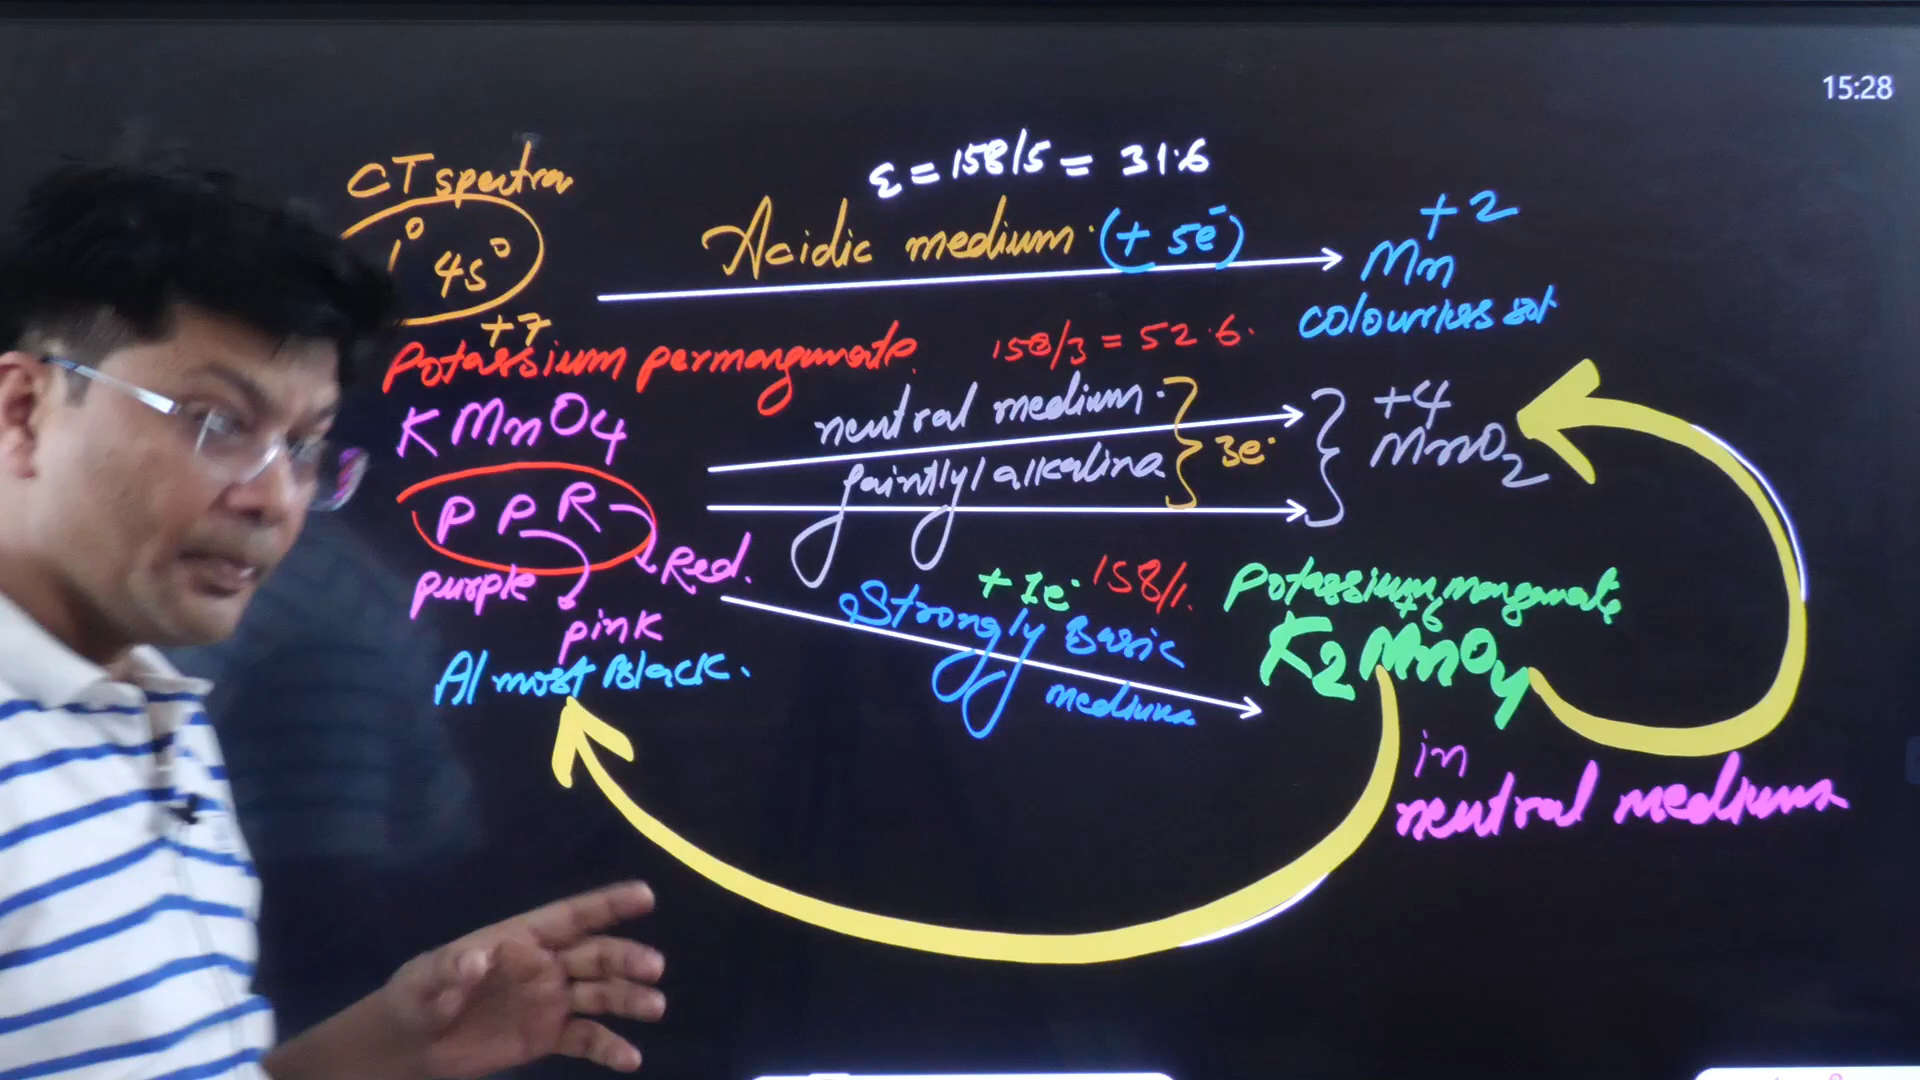 15:28
CT spectra
ε = 158/5 = 31.6
4s⁰
Acidic medium. (+ 5e⁻)
+2
Mn
colourless sol
+7
Potassium permanganate.
158/3 = 52.6.
KMnO4
neutral medium.
faintly/alkaline
3e⁻
+4
MnO2
P P R
Red.
purple
pink
Almost Black.
+1e⁻ 158/1.
Strongly Basic
medium
Potassium manganate
+6
K2MnO4
in
neutral medium